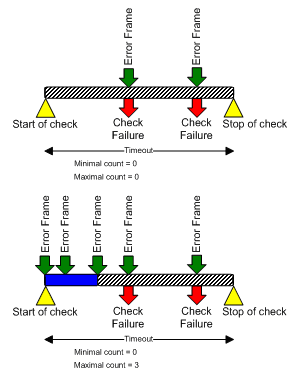 Error Frame
Error Frame
Start of check
Check
Failure
Check
Failure
Stop of check
Timeout
Minimal count = 0
Maximal count = 0
Error Frame
Error Frame
Error Frame
Error Frame
Error Frame
Start of check
Check
Failure
Check
Failure
Stop of check
Timeout
Minimal count = 0
Maximal count = 3